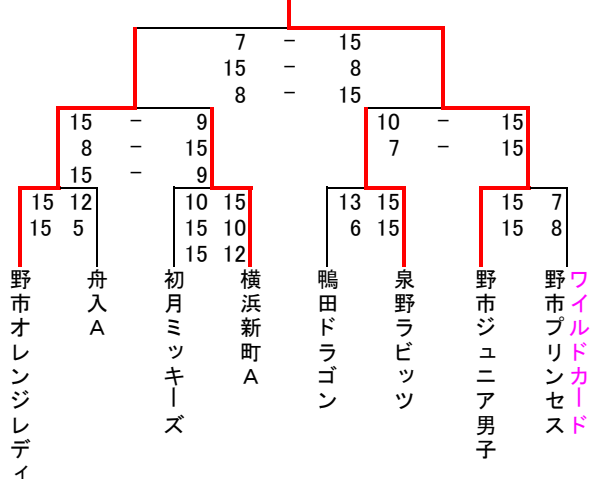 7 － 15
15 － 8
8 － 15
15 － 9
8 － 15
15 － 9
10 － 15
7 － 15
15 12
15 5
10 15
15 10
15 12
13 15
6 15
15 7
15 8
野市オレンジレディ
舟入A
初月ミッキーズ
横浜新町A
鴨田ドラゴン
泉野ラビッツ
野市ジュニア男子
野市プリンセス
ワイルドカード